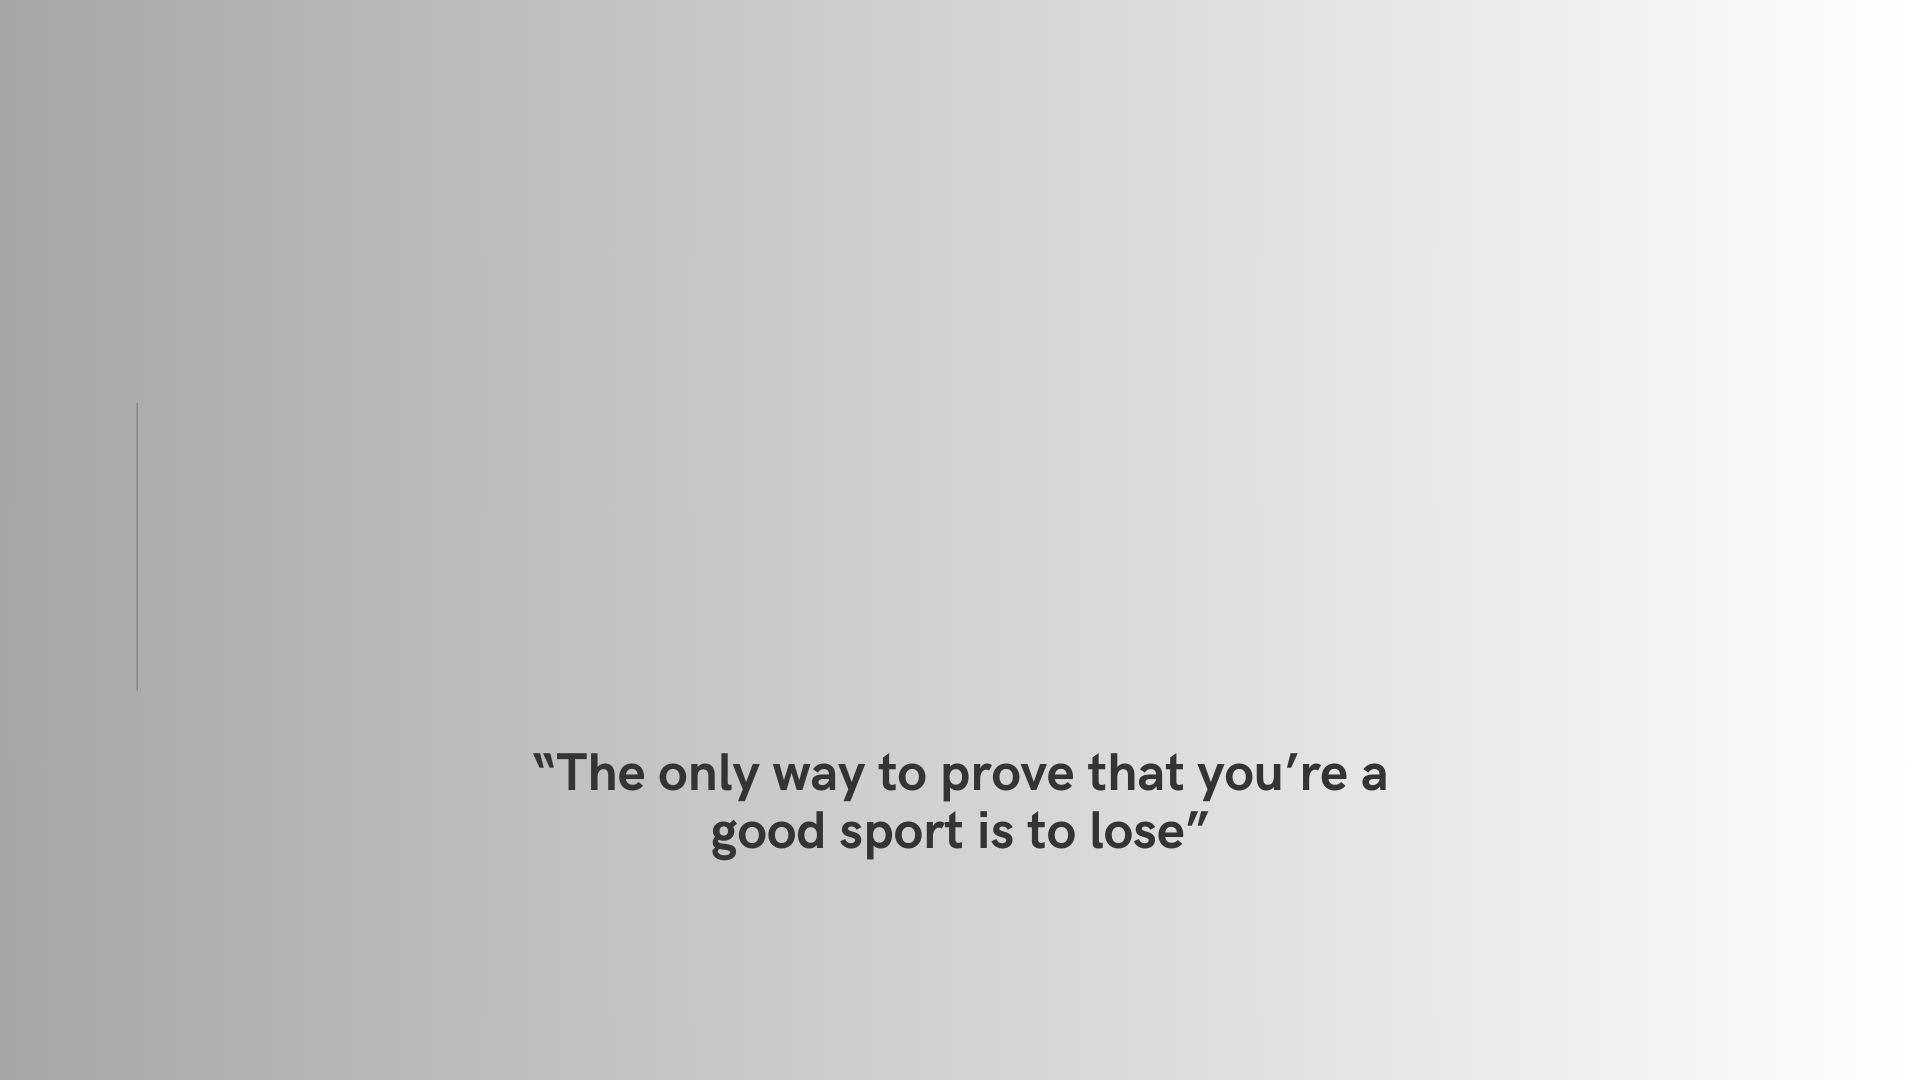 “The only way to prove that you’re a
good sport is to lose”